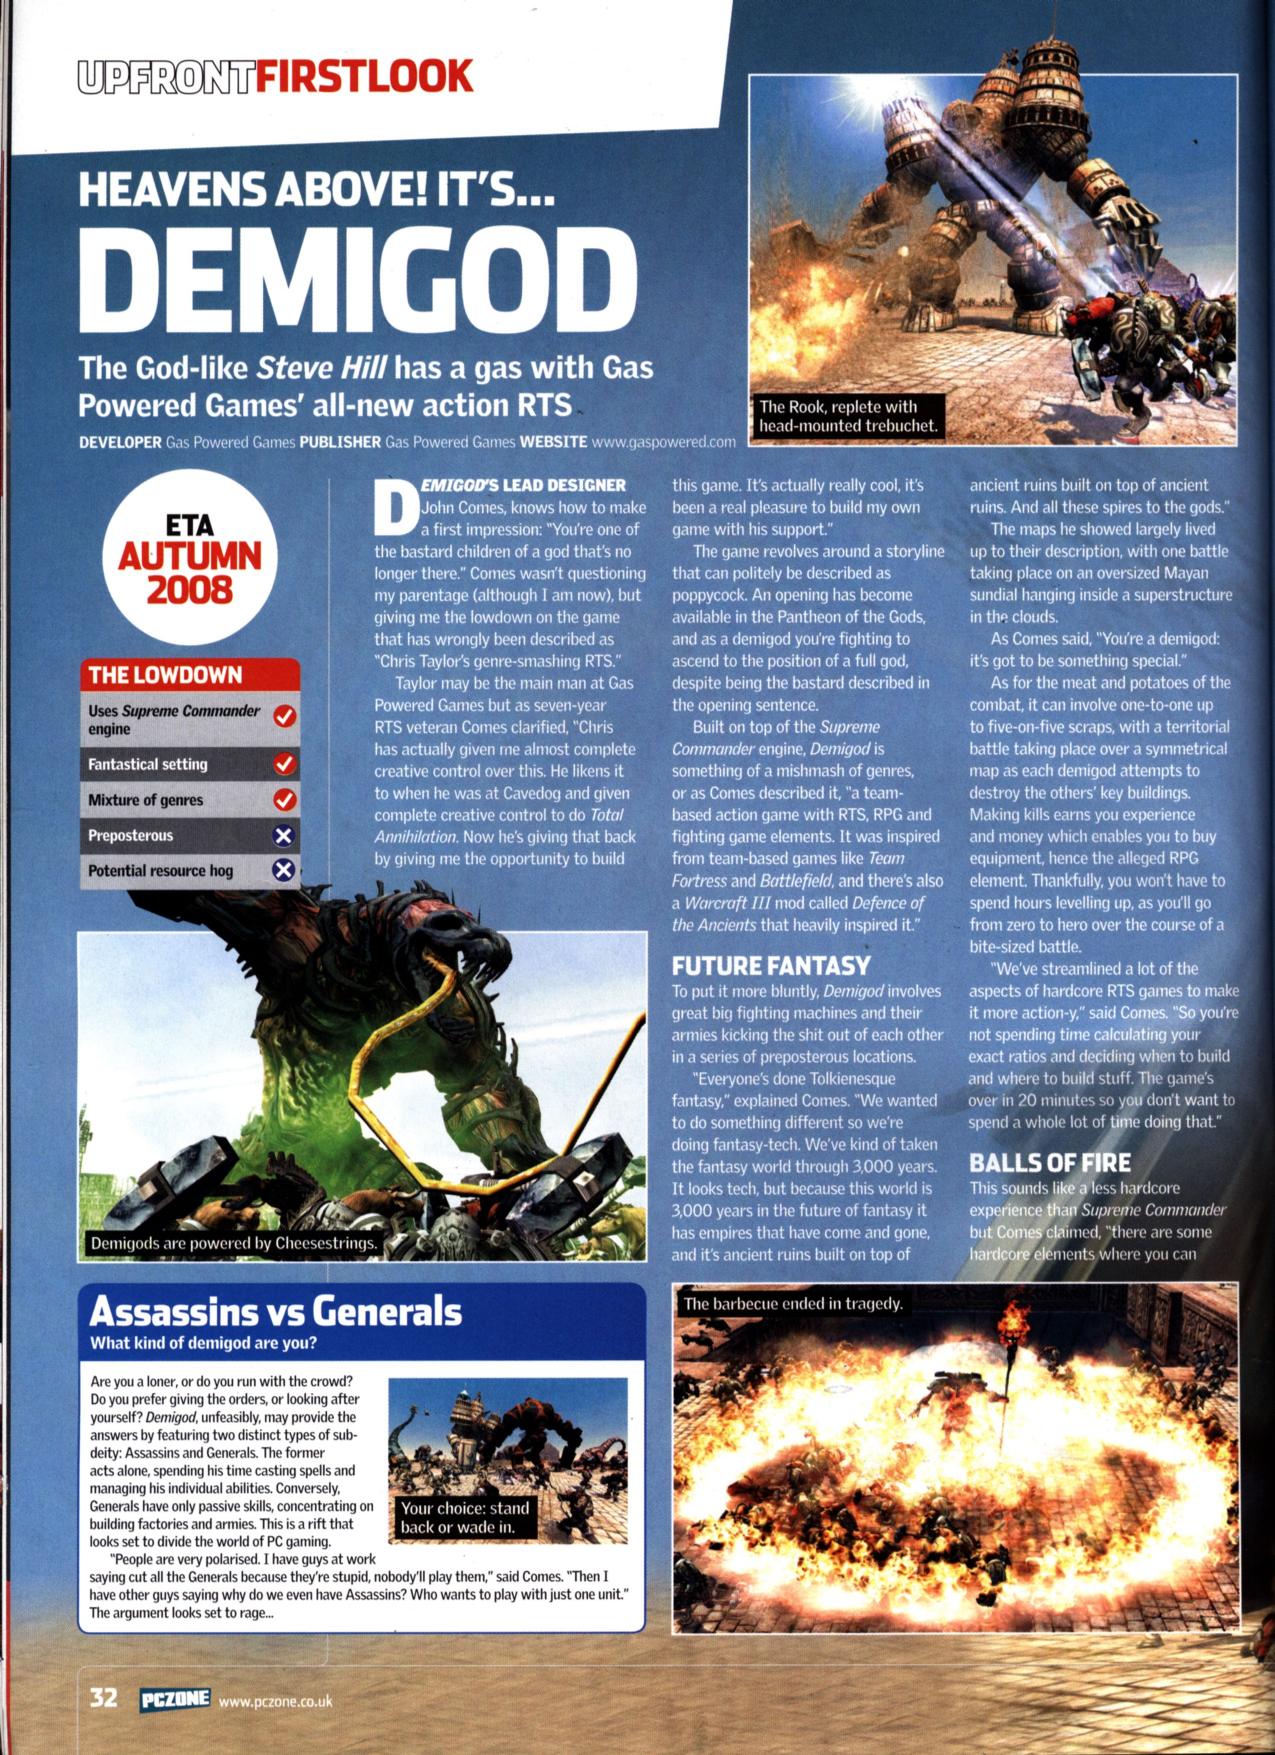 UPFRONTFIRSTLOOK
HEAVENS ABOVE! IT'S...
DEMIGOD
The God-like Steve Hill has a gas with Gas
Powered Games' all-new action RTS
DEVELOPER Gas Powered Games PUBLISHER Gas Powered Games WEBSITE www.gaspowered.com
The Rook, replete with
head-mounted trebuchet.
ETA
AUTUMN
2008
THE LOWDOWN
Uses Supreme Commander
engine
Fantastical setting
Mixture of genres
Preposterous
Potential resource hog
DEMIGOD'S LEAD DESIGNER
John Comes, knows how to make
a first impression: "You're one of
the bastard children of a god that's no
longer there." Comes wasn't questioning
my parentage (although I am now), but
giving me the lowdown on the game
that has wrongly been described as
"Chris Taylor's genre-smashing RTS."
Taylor may be the main man at Gas
Powered Games but as seven-year
RTS veteran Comes clarified, "Chris
has actually given me almost complete
creative control over this. He likens it
to when he was at Cavedog and given
complete creative control to do Total
Annihilation. Now he's giving that back
by giving me the opportunity to build
this game. It's actually really cool, it's
been a real pleasure to build my own
game with his support."
The game revolves around a storyline
that can politely be described as
poppycock. An opening has become
available in the Pantheon of the Gods,
and as a demigod you're fighting to
ascend to the position of a full god,
despite being the bastard described in
the opening sentence.
Built on top of the Supreme
Commander engine, Demigod is
something of a mishmash of genres,
or as Comes described it, "a team-
based action game with RTS, RPG and
fighting game elements. It was inspired
from team-based games like Team
Fortress and Battlefield, and there's also
a Warcraft III mod called Defence of
the Ancients that heavily inspired it."
FUTURE FANTASY
To put it more bluntly, Demigod involves
great big fighting machines and their
armies kicking the shit out of each other
in a series of preposterous locations.
"Everyone's done Tolkienesque
fantasy," explained Comes. "We wanted
to do something different so we're
doing fantasy-tech. We've kind of taken
the fantasy world through 3,000 years.
It looks tech, but because this world is
3,000 years in the future of fantasy it
has empires that have come and gone,
and it's ancient ruins built on top of
ancient ruins built on top of ancient
ruins. And all these spires to the gods."
The maps he showed largely lived
up to their description, with one battle
taking place on an oversized Mayan
sundial hanging inside a superstructure
in the clouds.
As Comes said, "You're a demigod:
it's got to be something special."
As for the meat and potatoes of the
combat, it can involve one-to-one up
to five-on-five scraps, with a territorial
battle taking place over a symmetrical
map as each demigod attempts to
destroy the others' key buildings.
Making kills earns you experience
and money which enables you to buy
equipment, hence the alleged RPG
element. Thankfully, you won't have to
spend hours levelling up, as you'll go
from zero to hero over the course of a
bite-sized battle.
"We've streamlined a lot of the
aspects of hardcore RTS games to make
it more action-y," said Comes. "So you're
not spending time calculating your
exact ratios and deciding when to build
and where to build stuff. The game's
over in 20 minutes so you don't want to
spend a whole lot of time doing that."
BALLS OF FIRE
This sounds like a less hardcore
experience than Supreme Commander
but Comes claimed, "there are some
hardcore elements where you can
Demigods are powered by Cheesestrings.
Assassins vs Generals
What kind of demigod are you?
Are you a loner, or do you run with the crowd?
Do you prefer giving the orders, or looking after
yourself? Demigod, unfeasibly, may provide the
answers by featuring two distinct types of sub-
deity: Assassins and Generals. The former
acts alone, spending his time casting spells and
managing his individual abilities. Conversely,
Generals have only passive skills, concentrating on
building factories and armies. This is a rift that
looks set to divide the world of PC gaming.
"People are very polarised. I have guys at work
saying cut all the Generals because they're stupid, nobody'll play them," said Comes. "Then I
have other guys saying why do we even have Assassins? Who wants to play with just one unit."
The argument looks set to rage...
Your choice: stand
back or wade in.
The barbecue ended in tragedy.
32 PCZONE www.pczone.co.uk